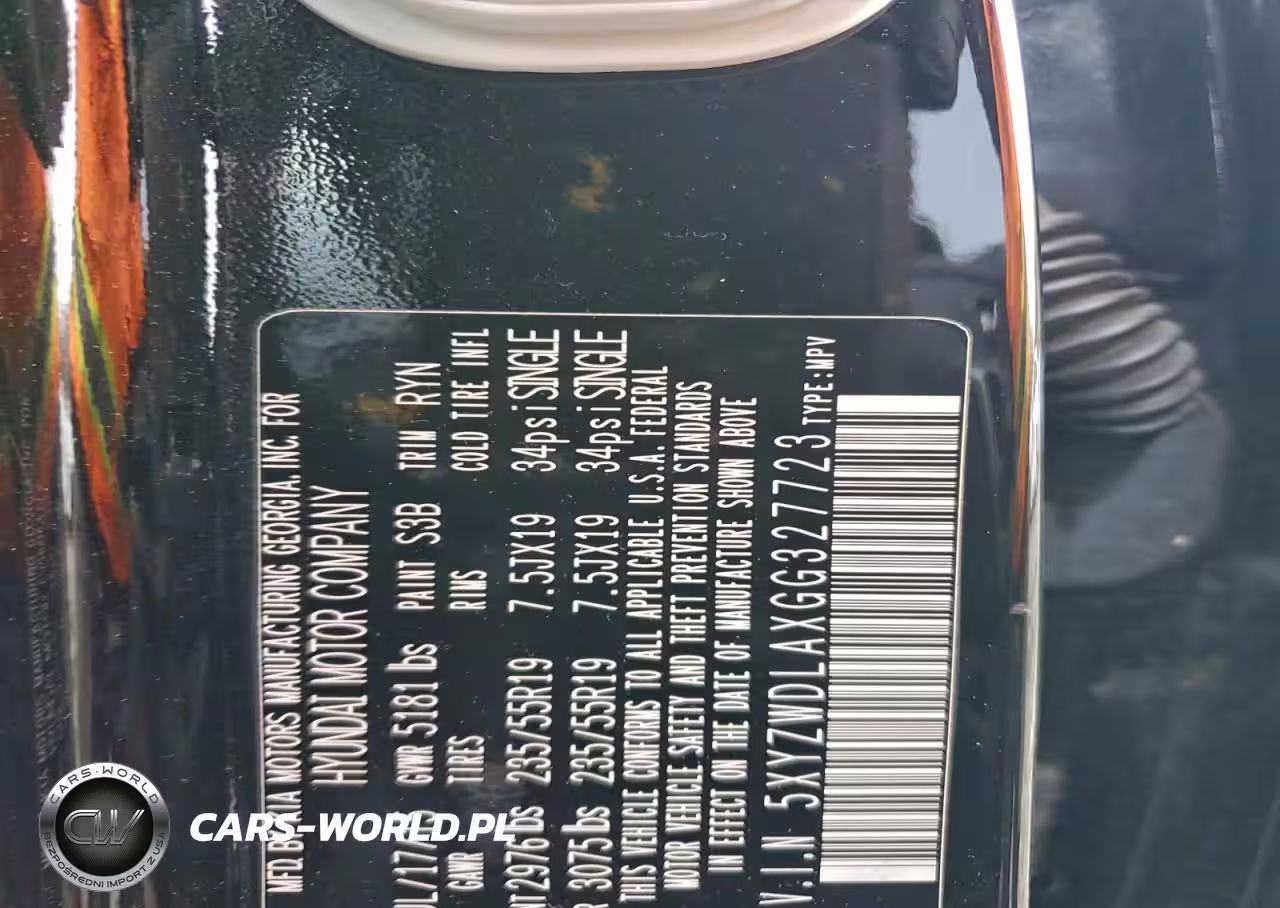 MFD.BY KIA MOTORS MANUFACTURING GEORGIA. INC. FOR
HYUNDAI MOTOR COMPANY
GVWR 5181 lbs PAINT S3B TRIM RYN
GAWR TIRES RIMS COLD TIRE INFL
2976 lbs 235/55R19 7.5JX19 34psi SINGLE
3075 lbs 235/55R19 7.5JX19 34psi SINGLE
THIS VEHICLE CONFORMS TO ALL APPLICABLE U.S.A. FEDERAL
MOTOR VEHICLE SAFETY AND THEFT PREVENTION STANDARDS
IN EFFECT ON THE DATE OF MANUFACTURE SHOWN ABOVE
V.I.N 5XYZWDLAXGG327723 TYPE:MPV
CARS-WORLD
CW
BEZPOŚREDNI IMPORT Z USA
CARS-WORLD.PL